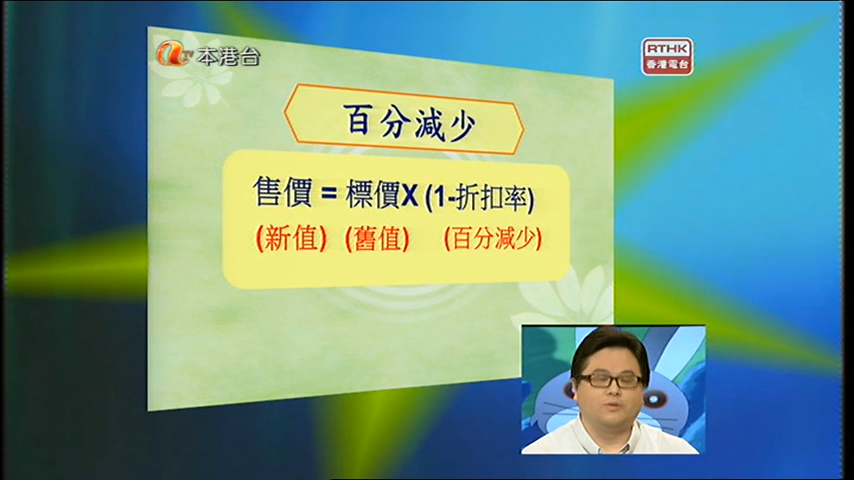 aTV 本港台
RTHK
香港電台
百分減少
售價 = 標價X (1-折扣率)
(新值) (舊值) (百分減少)